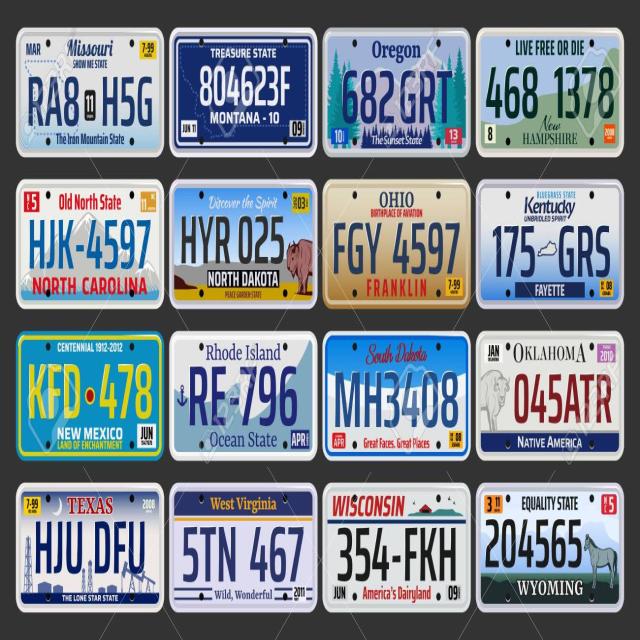 MAR Missouri 7-99
SHOW ME STATE
RA8 11 H5G
The Iron Mountain State
TREASURE STATE
804623F
JUN 11 MONTANA - 10 09
Oregon
682 GRT
10 The Sunset State 13
LIVE FREE OR DIE
468 1378
8 New HAMPSHIRE 2008
5 Old North State 11
HJK-4597
NORTH CAROLINA
Discover the Spirit 03
HYR 025
NORTH DAKOTA
PEACE GARDEN STATE
OHIO
BIRTHPLACE OF AVIATION
FGY 4597
FRANKLIN 7-99
BLUEGRASS STATE
Kentucky
UNBRIDLED SPIRIT
175 GRS
FAYETTE 08
CENTENNIAL 1912-2012
KFD 478
NEW MEXICO JUN
LAND OF ENCHANTMENT
Rhode Island
RE-796
Ocean State APR
South Dakota
MH3408
APR Great Faces. Great Places 08
JAN OKLAHOMA 2010
045ATR
NATIVE AMERICA
7-99 TEXAS 2008
HJU DFU
THE LONE STAR STATE
West Virginia
5TN 467
Wild, Wonderful 2011
WISCONSIN
354-FKH
JUN America's Dairyland 09
3 11 EQUALITY STATE 5
204565
WYOMING